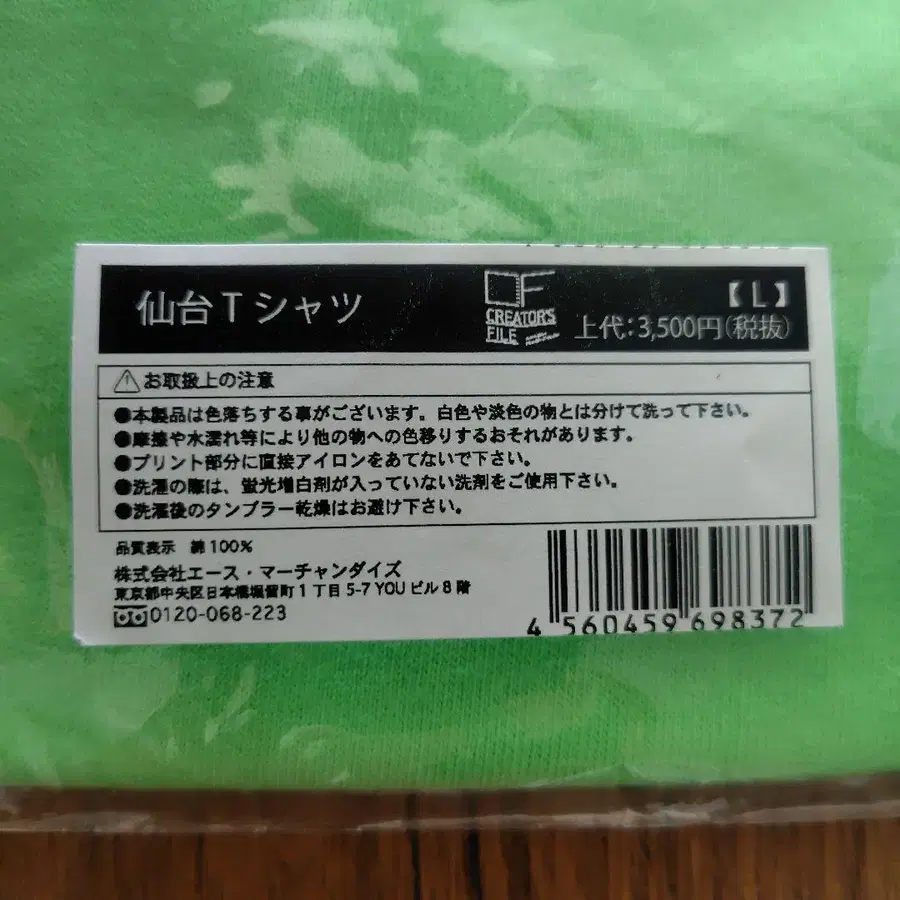 仙台Tシャツ
CREATOR'S
FILE
【L】
上代:3,500円(税抜)
お取扱上の注意
●本製品は色落ちする事がございます。白色や淡色の物とは分けて洗って下さい。
●摩擦や水濡れ等により他の物への色移りするおそれがあります。
●プリント部分に直接アイロンをあてないで下さい。
●洗濯の際は、蛍光増白剤が入っていない洗剤をご使用下さい。
●洗濯後のタンブラー乾燥はお避け下さい。
品質表示 綿100%
株式会社エース・マーチャンダイズ
東京都中央区日本橋堀留町1丁目5-7 YOUビル8階
0120-068-223
4 560459 698372